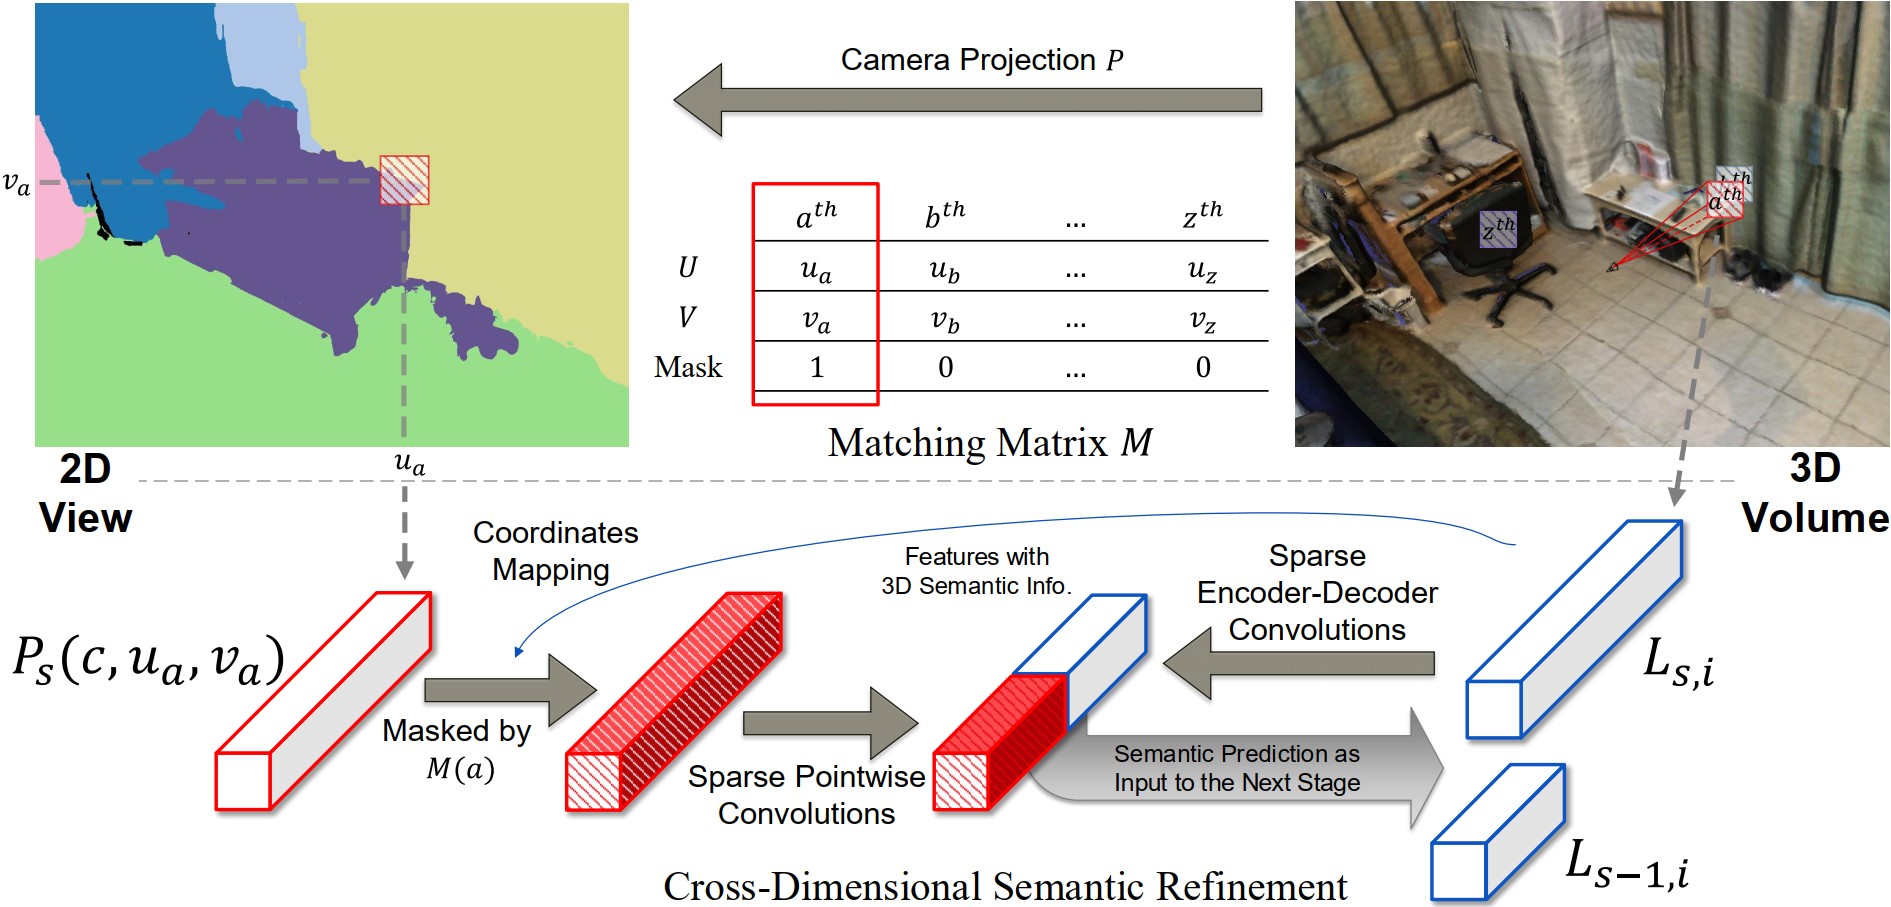 Camera Projection P
v_a
a^th b^th ... z^th
U u_a u_b ... u_z
V v_a v_b ... v_z
Mask 1 0 ... 0
Matching Matrix M
z^th
a^th
th
u_a
2D
View
3D
Volume
Coordinates
Mapping
Features with
3D Semantic Info.
Sparse
Encoder-Decoder
Convolutions
P_s(c, u_a, v_a)
Masked by
M(a)
Sparse Pointwise
Convolutions
Semantic Prediction as
Input to the Next Stage
L_{s,i}
L_{s−1,i}
Cross-Dimensional Semantic Refinement